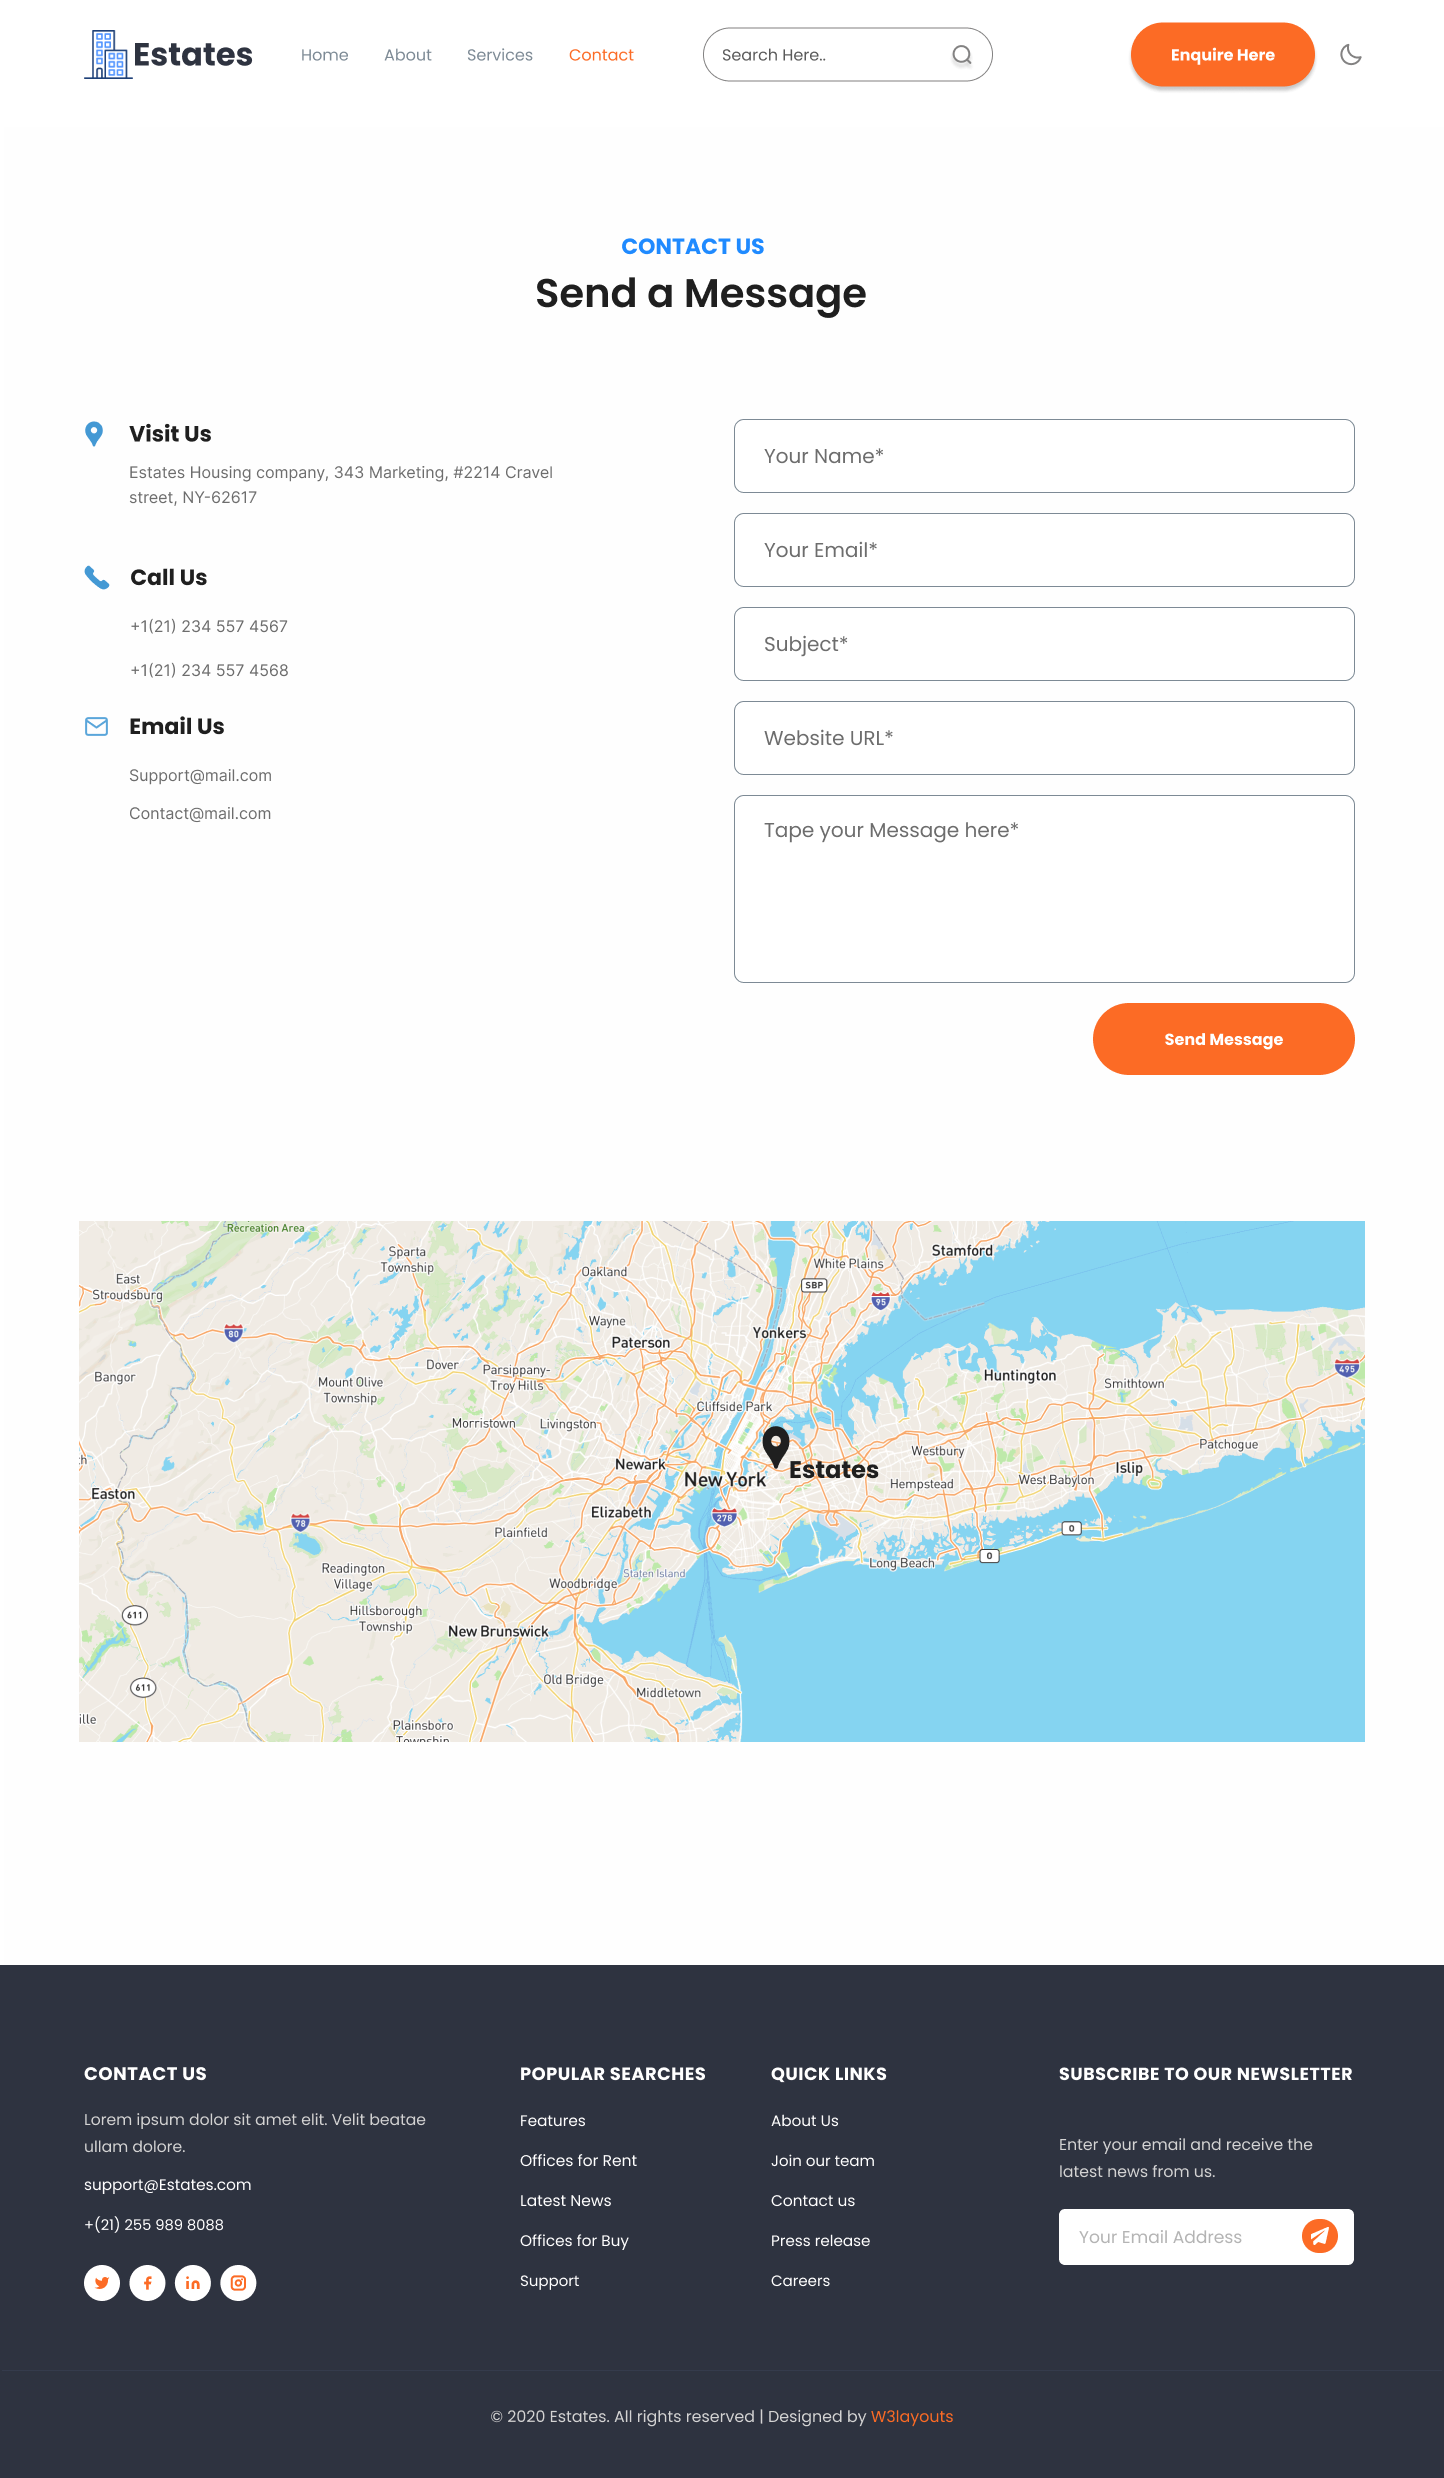 Estates
Home
About
Services
Contact
Search Here..
Enquire Here
CONTACT US
Send a Message
Visit Us
Estates Housing company, 343 Marketing, #2214 Cravel
street, NY-62617
Call Us
+1(21) 234 557 4567
+1(21) 234 557 4568
Email Us
Support@mail.com
Contact@mail.com
Your Name*
Your Email*
Subject*
Website URL*
Tape your Message here*
Send Message
Recreation Area
Sparta
Township
Oakland
White Plains
Stamford
SBP
95
East
Stroudsburg
80
Wayne
Paterson
Yonkers
Bangor
Dover
Parsippany-
Troy Hills
Mount Olive
Township
Huntington
Smithtown
495
Cliffside Park
Morristown
Livingston
Westbury
Patchogue
Newark
New York
Estates
Hempstead
West Babylon
Islip
Easton
Elizabeth
278
78
Plainfield
0
0
Long Beach
Readington
Village
Woodbridge
Staten Island
611
Hillsborough
Township
New Brunswick
Old Bridge
Middletown
611
ille
Plainsboro
Township
CONTACT US
Lorem ipsum dolor sit amet elit. Velit beatae
ullam dolore.
support@Estates.com
+(21) 255 989 8088
POPULAR SEARCHES
Features
Offices for Rent
Latest News
Offices for Buy
Support
QUICK LINKS
About Us
Join our team
Contact us
Press release
Careers
SUBSCRIBE TO OUR NEWSLETTER
Enter your email and receive the
latest news from us.
Your Email Address
© 2020 Estates. All rights reserved | Designed by W3layouts